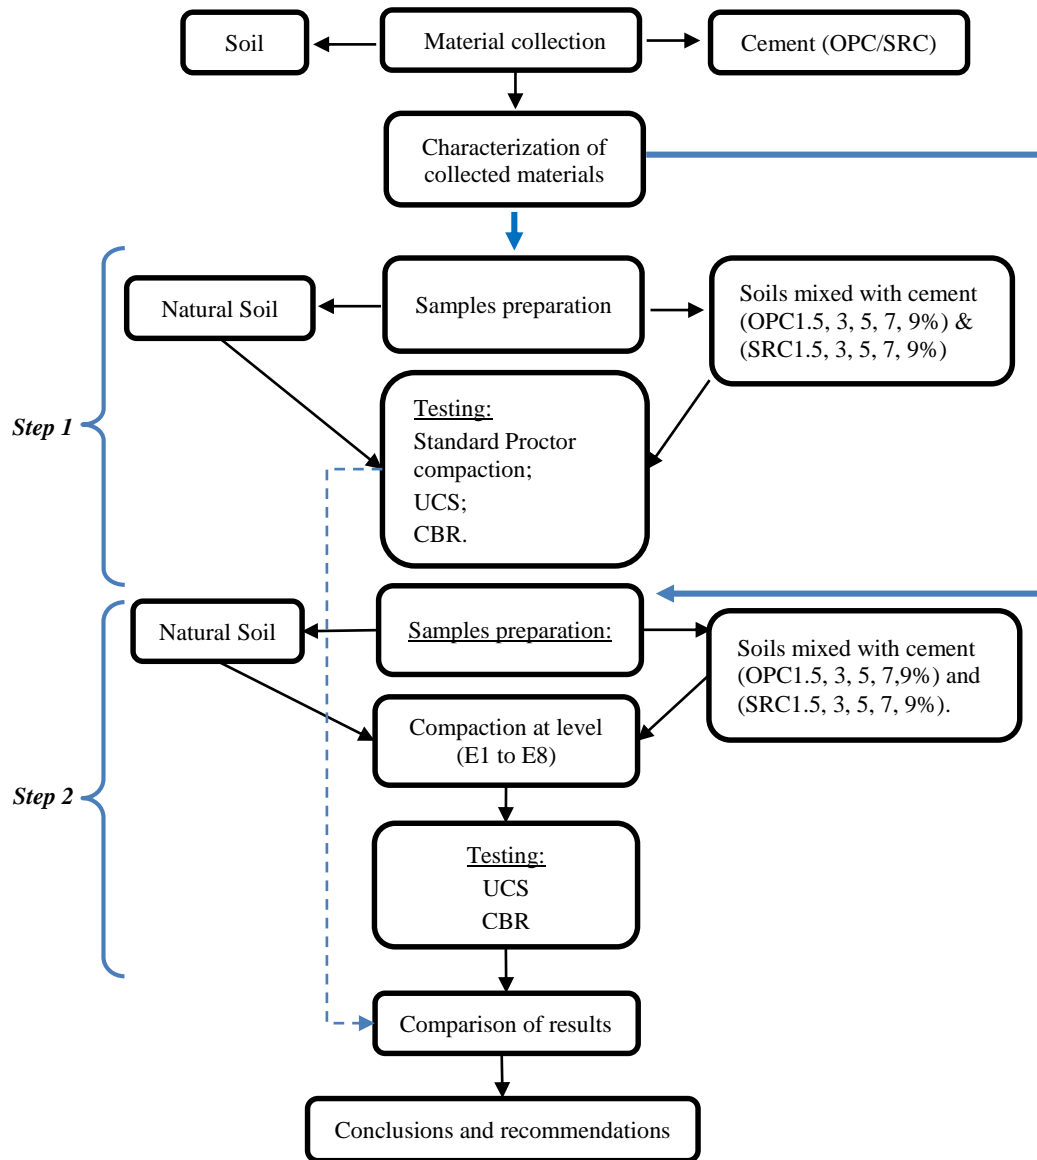 Soil
Material collection
Cement (OPC/SRC)
Characterization of
collected materials
Natural Soil
Samples preparation
Soils mixed with cement
(OPC1.5, 3, 5, 7, 9%) &
(SRC1.5, 3, 5, 7, 9%)
Step 1
Testing:
Standard Proctor
compaction;
UCS;
CBR.
Natural Soil
Samples preparation:
Soils mixed with cement
(OPC1.5, 3, 5, 7,9%) and
(SRC1.5, 3, 5, 7, 9%).
Compaction at level
(E1 to E8)
Step 2
Testing:
UCS
CBR
Comparison of results
Conclusions and recommendations